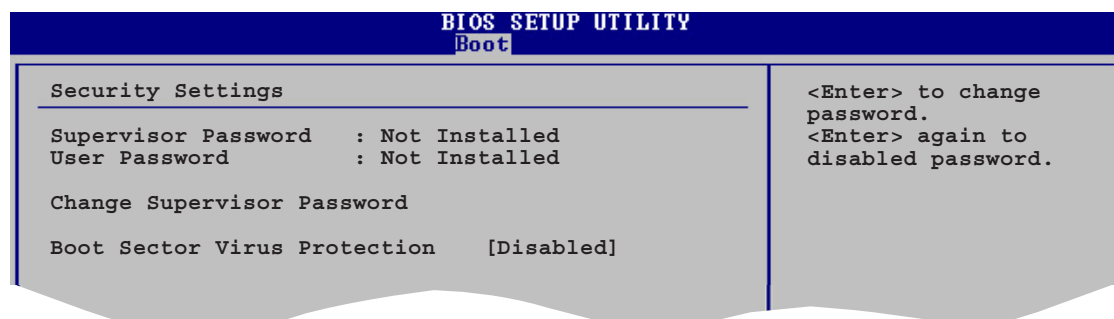 BIOS SETUP UTILITY
Boot
Security Settings
Supervisor Password : Not Installed
User Password : Not Installed
Change Supervisor Password
Boot Sector Virus Protection [Disabled]
<Enter> to change
password.
<Enter> again to
disabled password.